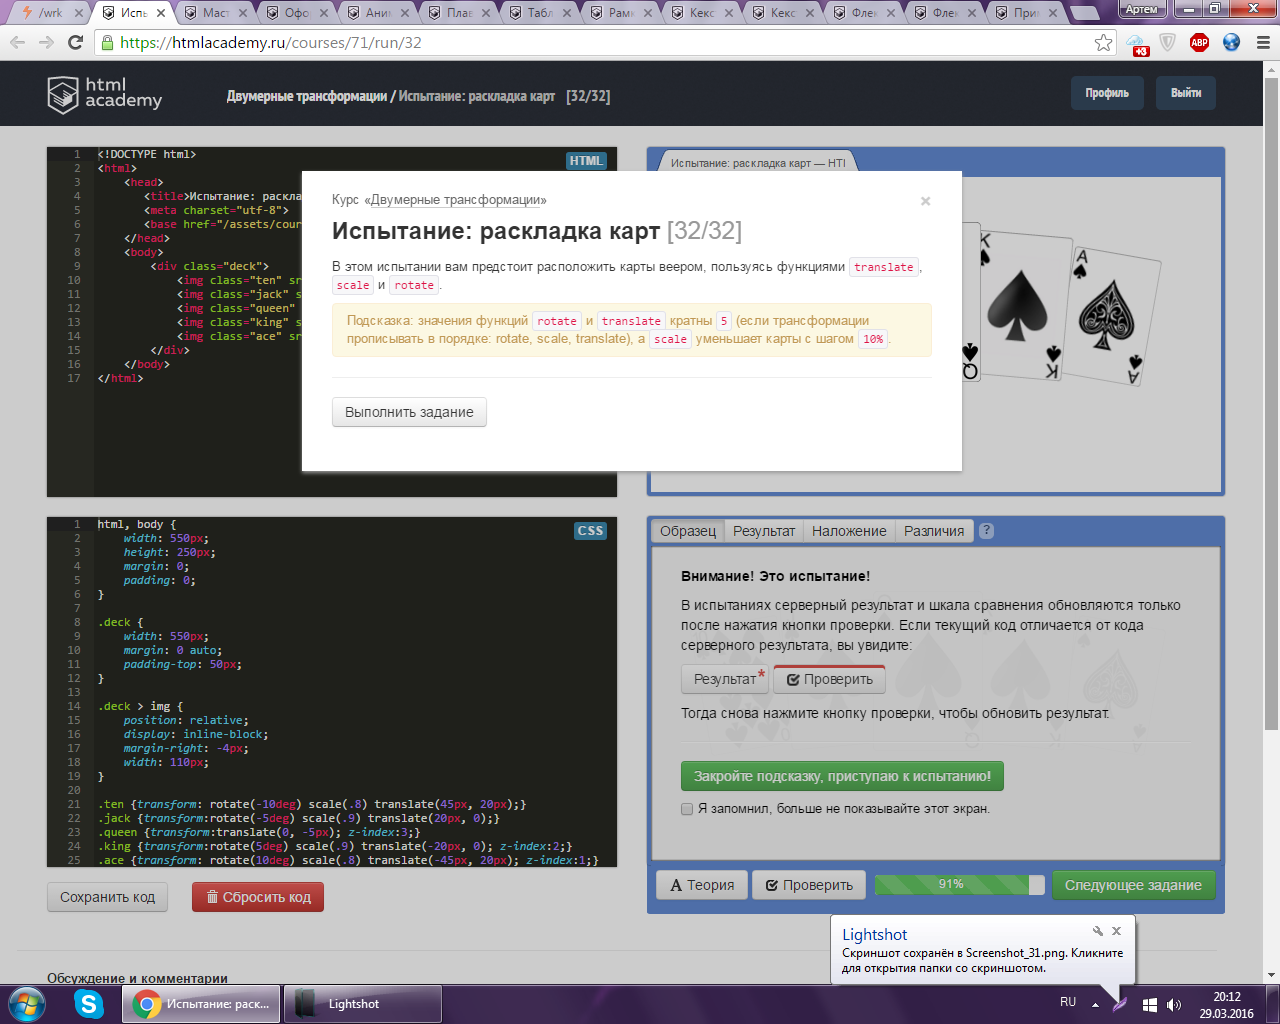 /wrk
Испь
Маст
Офо
Аним
Плав
Табл
Рамк
Кекс
Кекс
Флек
Флек
При
Артем
https://htmlacademy.ru/courses/71/run/32
+3
ABP
html
academy
Двумерные трансформации / Испытание: раскладка карт [32/32]
Профиль
Выйти
HTML
1 <!DOCTYPE html>
2 <html>
3 <head>
4 <title>Испытание: раскла
5 <meta charset="utf-8">
6 <base href="/assets/cour
7 </head>
8 <body>
9 <div class="deck">
10 <img class="ten" sr
11 <img class="jack" s
12 <img class="queen"
13 <img class="king" s
14 <img class="ace" sr
15 </div>
16 </body>
17 </html>
Испытание: раскладка карт — HTI
K
A
Q
K
A
Курс «Двумерные трансформации»
×
Испытание: раскладка карт [32/32]
В этом испытании вам предстоит расположить карты веером, пользуясь функциями translate,
scale и rotate.
Подсказка: значения функций rotate и translate кратны 5 (если трансформации
прописывать в порядке: rotate, scale, translate), а scale уменьшает карты с шагом 10%.
Выполнить задание
CSS
1 html, body {
2 width: 550px;
3 height: 250px;
4 margin: 0;
5 padding: 0;
6 }
7
8 .deck {
9 width: 550px;
10 margin: 0 auto;
11 padding-top: 50px;
12 }
13
14 .deck > img {
15 position: relative;
16 display: inline-block;
17 margin-right: -4px;
18 width: 110px;
19 }
20
21 .ten {transform: rotate(-10deg) scale(.8) translate(45px, 20px);}
22 .jack {transform:rotate(-5deg) scale(.9) translate(20px, 0);}
23 .queen {transform:translate(0, -5px); z-index:3;}
24 .king {transform:rotate(5deg) scale(.9) translate(-20px, 0); z-index:2;}
25 .ace {transform: rotate(10deg) scale(.8) translate(-45px, 20px); z-index:1;}
Образец
Результат
Наложение
Различия
?
Внимание! Это испытание!
В испытаниях серверный результат и шкала сравнения обновляются только
после нажатия кнопки проверки. Если текущий код отличается от кода
серверного результата, вы увидите:
Результат*
Проверить
Тогда снова нажмите кнопку проверки, чтобы обновить результат.
Закройте подсказку, приступаю к испытанию!
Я запомнил, больше не показывайте этот экран.
Сохранить код
Сбросить код
A Теория
Проверить
91%
Следующее задание
Lightshot
Скриншот сохранён в Screenshot_31.png. Кликните
для открытия папки со скриншотом.
Обсуждение и комментарии
Испытание: раск...
Lightshot
RU
20:12
29.03.2016